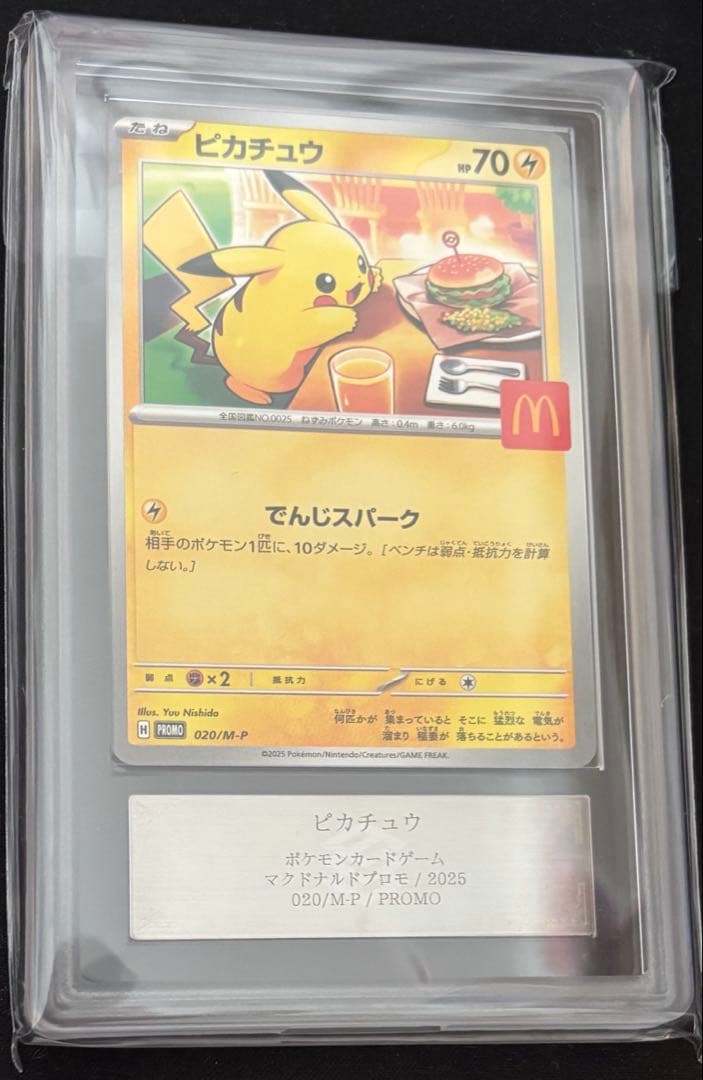 たね
ピカチュウ
HP 70
全国図鑑NO.0025 ねずみポケモン 高さ:0.4m 重さ:6.0kg
でんじスパーク
相手のポケモン1匹に、10ダメージ。[ベンチは弱点・抵抗力を計算
しない。]
弱点 ×2 抵抗力 にげる
Illus. Yuu Nishida
H PROMO 020/M-P
何匹かが 集まっていると そこに 猛烈な 電気が
溜まり 稲妻が 落ちることがあるという。
©2025 Pokémon/Nintendo/Creatures/GAME FREAK.
ピカチュウ
ポケモンカードゲーム
マクドナルドプロモ / 2025
020/M-P / PROMO